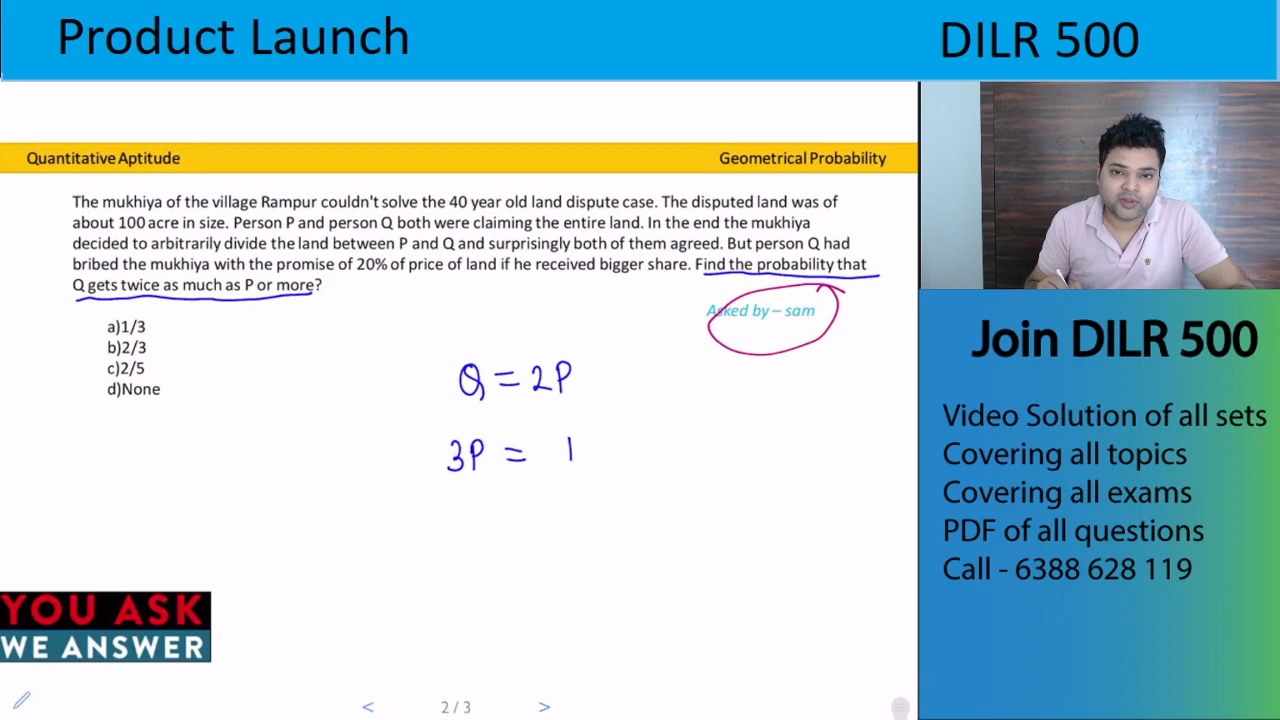 Product Launch
DILR 500
Quantitative Aptitude
Geometrical Probability
The mukhiya of the village Rampur couldn't solve the 40 year old land dispute case. The disputed land was of
about 100 acre in size. Person P and person Q both were claiming the entire land. In the end the mukhiya
decided to arbitrarily divide the land between P and Q and surprisingly both of them agreed. But person Q had
bribed the mukhiya with the promise of 20% of price of land if he received bigger share. Find the probability that
Q gets twice as much as P or more?
Asked by – sam
a)1/3
b)2/3
c)2/5
d)None
Q = 2P
3P = 1
Join DILR 500
Video Solution of all sets
Covering all topics
Covering all exams
PDF of all questions
Call - 6388 628 119
YOU ASK
WE ANSWER
< 2 / 3 >